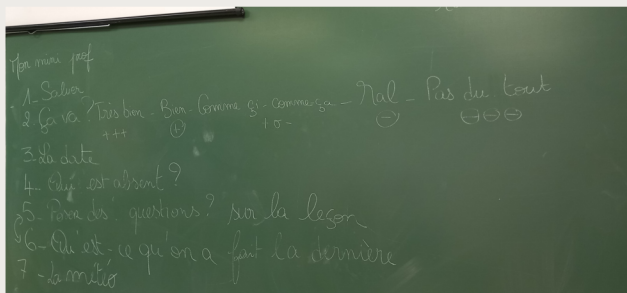 Mon mini prof
1- Saluer
2- Ça va ? Très bien - Bien - Comme çi - comme-ça - Mal - Pas du tout
+++ (+) + o - (-) (-)(-)(-)
3- La date
4- Qui est absent ?
5- Pose des questions ? sur la leçon
6- Qu'est-ce qu'on a fait la dernière
7- La météo